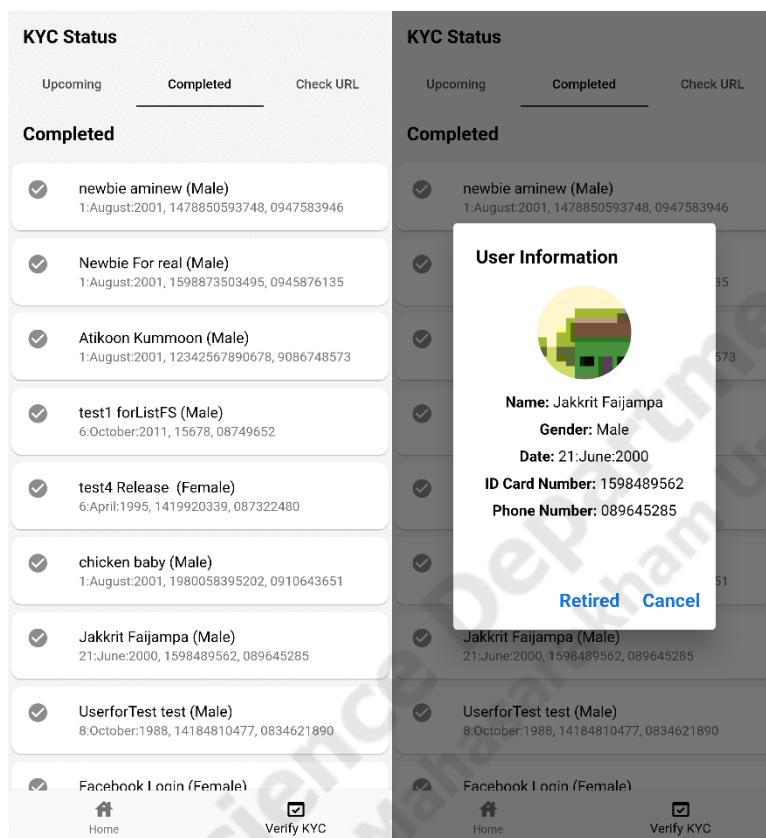 KYC Status
Upcoming Completed Check URL
Completed
newbie aminew (Male)
1:August:2001, 1478850593748, 0947583946
Newbie For real (Male)
1:August:2001, 1598873503495, 0945876135
Atikoon Kummoon (Male)
1:August:2001, 12342567890678, 9086748573
test1 forListFS (Male)
6:October:2011, 15678, 08749652
test4 Release (Female)
6:April:1995, 1419920339, 087322480
chicken baby (Male)
1:August:2001, 1980058395202, 0910643651
Jakkrit Faijampa (Male)
21:June:2000, 1598489562, 089645285
UserforTest test (Male)
8:October:1988, 14184810477, 0834621890
Facebook Login (Female)
Home Verify KYC
KYC Status
Upcoming Completed Check URL
Completed
newbie aminew (Male)
1:August:2001, 1478850593748, 0947583946
35
573
51
User Information
Name: Jakkrit Faijampa
Gender: Male
Date: 21:June:2000
ID Card Number: 1598489562
Phone Number: 089645285
Retired Cancel
Jakkrit Faijampa (Male)
21:June:2000, 1598489562, 089645285
UserforTest test (Male)
8:October:1988, 14184810477, 0834621890
Facebook Login (Female)
Home Verify KYC